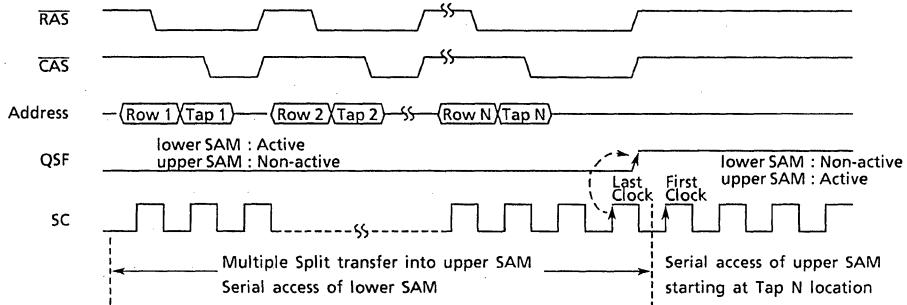 RAS
CAS
Address
Row 1 Tap 1 Row 2 Tap 2 Row N Tap N
lower SAM : Active
upper SAM : Non-active
QSF
lower SAM : Non-active
upper SAM : Active
Last Clock
First Clock
SC
Multiple Split transfer into upper SAM
Serial access of lower SAM
Serial access of upper SAM
starting at Tap N location